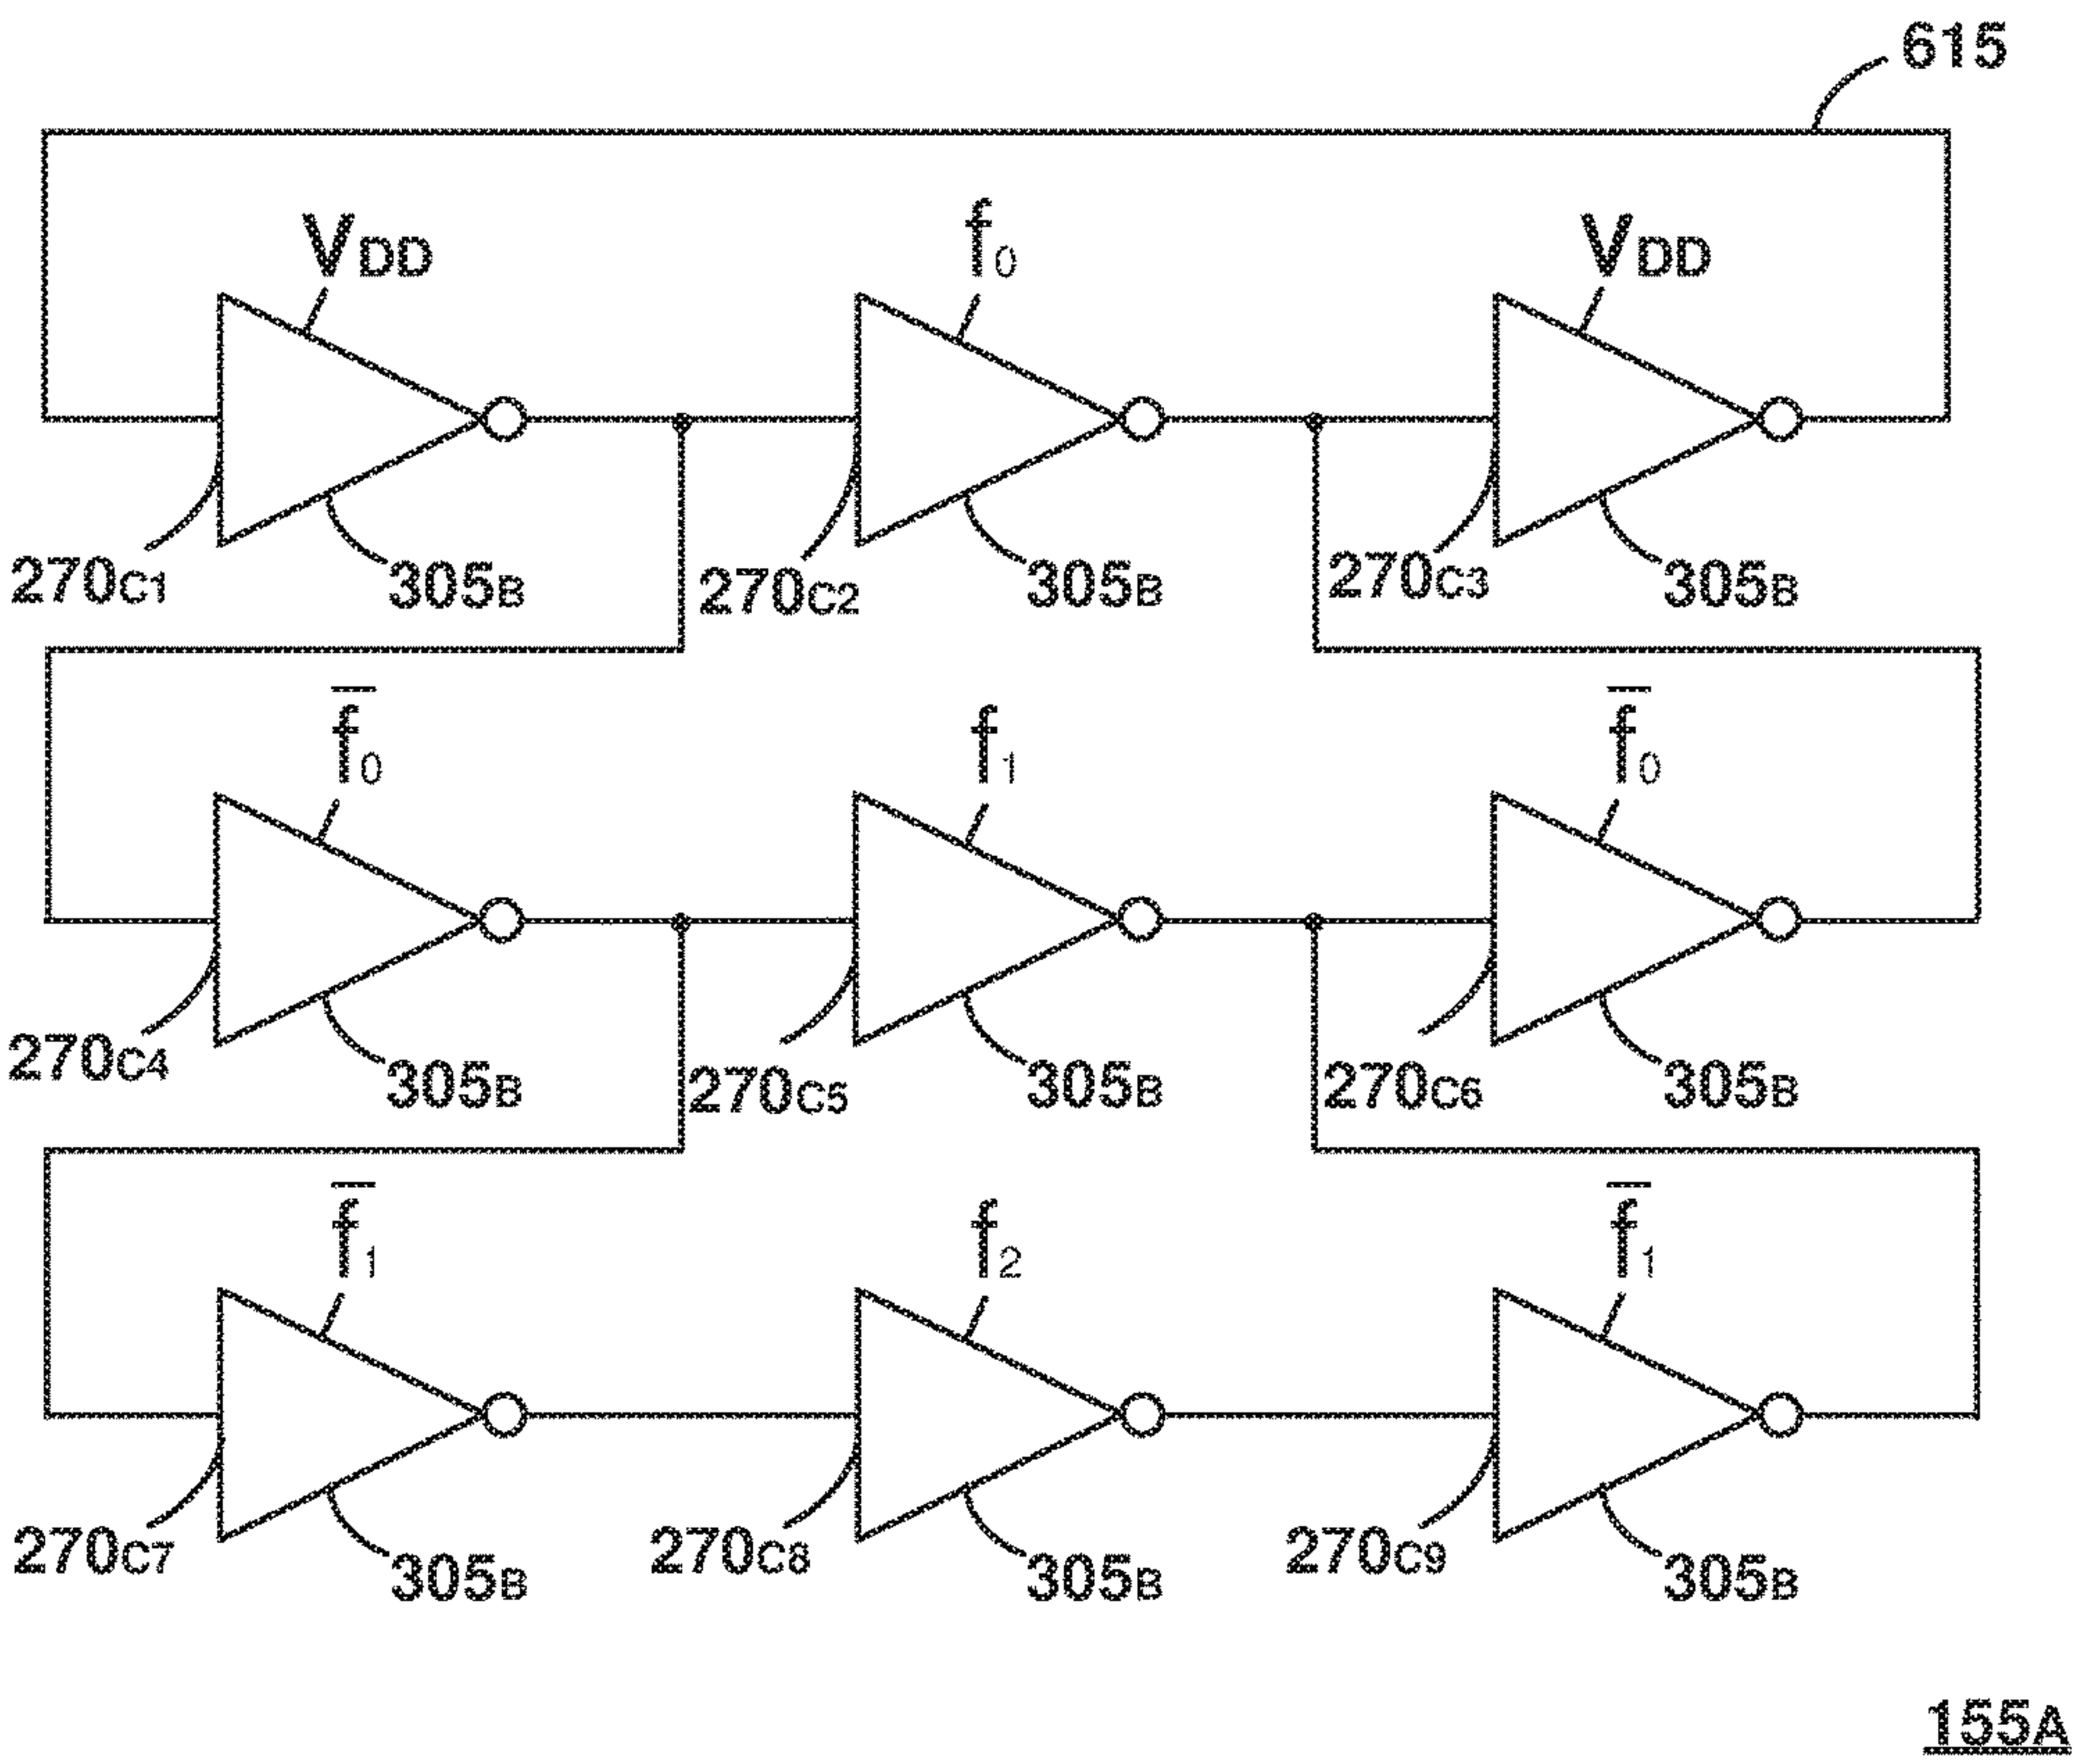 615
VDD f0 VDD
270C1 305B 270C2 305B 270C3 305B
f̅0 f1 f̅0
270C4 305B 270C5 305B 270C6 305B
f̅1 f2 f̅1
270C7 305B 270C8 305B 270C9 305B
155A